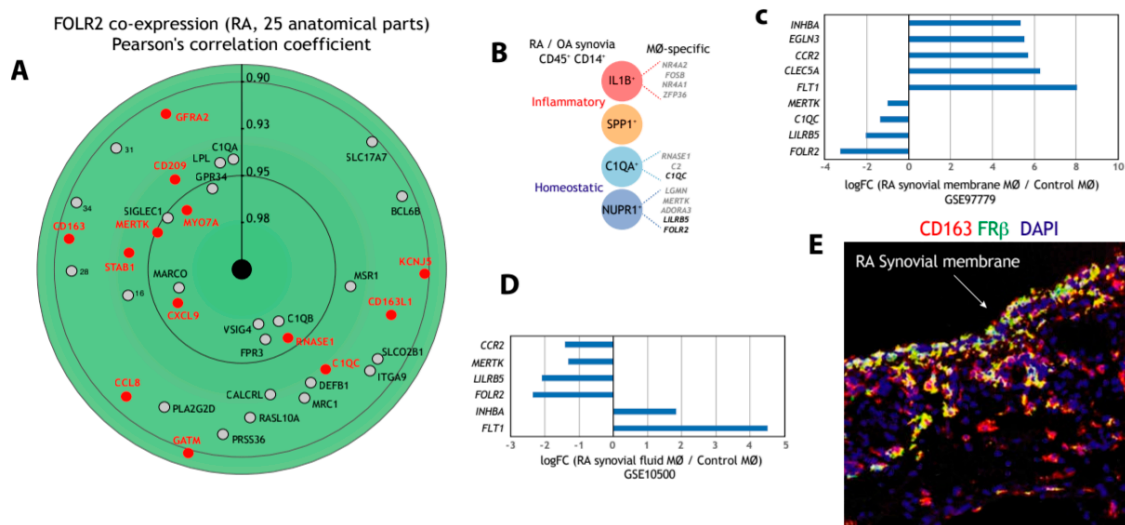 FOLR2 co-expression (RA, 25 anatomical parts)
Pearson's correlation coefficient
A
0.90
0.93
0.95
0.98
GFRA2
31
C1QA
LPL
SLC17A7
CD209
GPR34
34
SIGLEC1
MYO7A
BCL6B
MERTK
CD163
STAB1
28
KCNJ5
MARCO
MSR1
16
CXCL9
CD163L1
VSIG4
C1QB
RNASE1
FPR3
SLCO2B1
C1QC
ITGA9
DEFB1
CCL8
CALCRL
MRC1
PLA2G2D
RASL10A
GATM
PRSS36
B
RA / OA synovia
CD45+ CD14+
MØ-specific
IL1B+
NR4A2
FOSB
NR4A1
ZFP36
Inflammatory
SPP1+
C1QA+
RNASE1
C2
C1QC
Homeostatic
NUPR1+
LGMN
MERTK
ADORA3
LILRB5
FOLR2
C
INHBA
EGLN3
CCR2
CLEC5A
FLT1
MERTK
C1QC
LILRB5
FOLR2
-4 -2 0 2 4 6 8 10
logFC (RA synovial membrane MØ / Control MØ)
GSE97779
D
CCR2
MERTK
LILRB5
FOLR2
INHBA
FLT1
−3 −2 −1 0 1 2 3 4 5
logFC (RA synovial fluid MØ / Control MØ)
GSE10500
E
CD163 FRβ DAPI
RA Synovial membrane